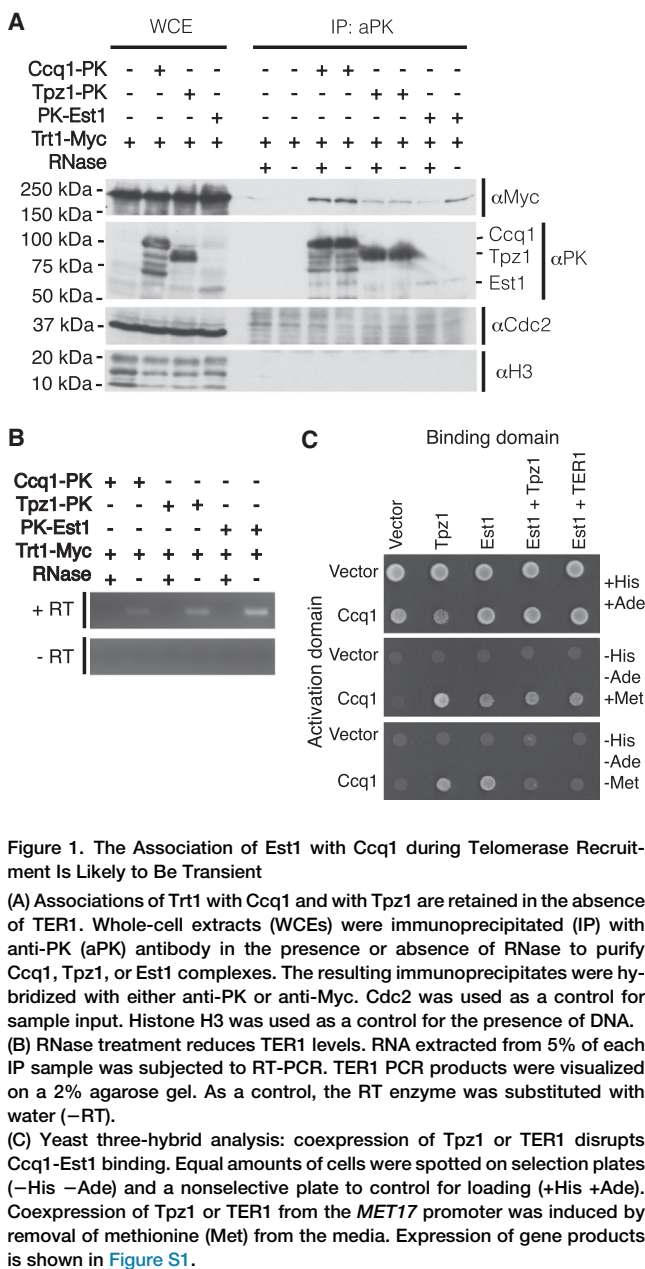 A
WCE
IP: aPK
Ccq1-PK - + - - - - + + - - - -
Tpz1-PK - - + - - - - - + + - -
PK-Est1 - - - + - - - - - - + +
Trt1-Myc + + + + + + + + + + + +
RNase + - + - + - + -
250 kDa -
150 kDa -
αMyc
100 kDa -
75 kDa -
50 kDa -
- Ccq1
- Tpz1
- Est1
αPK
37 kDa -
αCdc2
20 kDa -
10 kDa -
αH3
B
Ccq1-PK + + - - - -
Tpz1-PK - - + + - -
PK-Est1 - - - - + +
Trt1-Myc + + + + + +
RNase + - + - + -
+ RT
- RT
C
Binding domain
Vector
Tpz1
Est1
Est1 + Tpz1
Est1 + TER1
Activation domain
Vector
Ccq1
+His
+Ade
Vector
Ccq1
-His
-Ade
+Met
Vector
Ccq1
-His
-Ade
-Met
Figure 1. The Association of Est1 with Ccq1 during Telomerase Recruit-
ment Is Likely to Be Transient
(A) Associations of Trt1 with Ccq1 and with Tpz1 are retained in the absence
of TER1. Whole-cell extracts (WCEs) were immunoprecipitated (IP) with
anti-PK (aPK) antibody in the presence or absence of RNase to purify
Ccq1, Tpz1, or Est1 complexes. The resulting immunoprecipitates were hy-
bridized with either anti-PK or anti-Myc. Cdc2 was used as a control for
sample input. Histone H3 was used as a control for the presence of DNA.
(B) RNase treatment reduces TER1 levels. RNA extracted from 5% of each
IP sample was subjected to RT-PCR. TER1 PCR products were visualized
on a 2% agarose gel. As a control, the RT enzyme was substituted with
water (−RT).
(C) Yeast three-hybrid analysis: coexpression of Tpz1 or TER1 disrupts
Ccq1-Est1 binding. Equal amounts of cells were spotted on selection plates
(−His −Ade) and a nonselective plate to control for loading (+His +Ade).
Coexpression of Tpz1 or TER1 from the MET17 promoter was induced by
removal of methionine (Met) from the media. Expression of gene products
is shown in Figure S1.